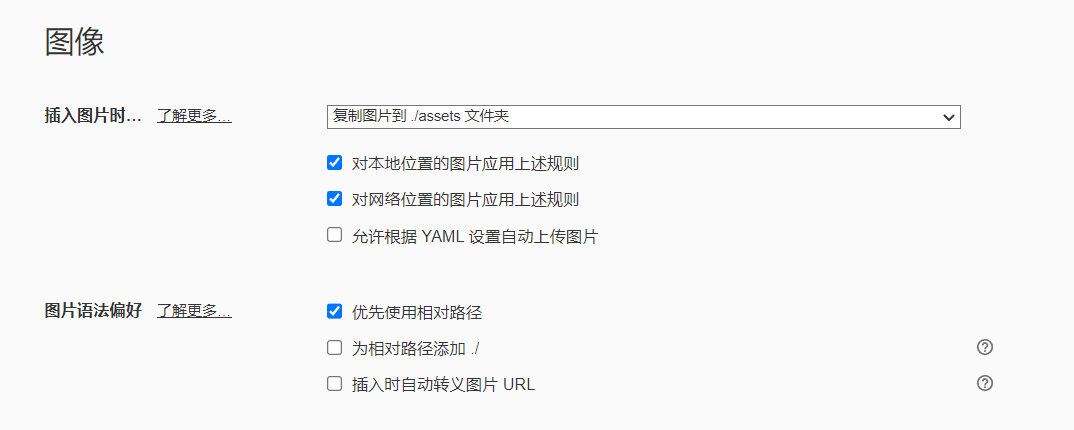 图像
插入图片时... 了解更多...
复制图片到 ./assets 文件夹
对本地位置的图片应用上述规则
对网络位置的图片应用上述规则
允许根据 YAML 设置自动上传图片
图片语法偏好 了解更多...
优先使用相对路径
为相对路径添加 ./
插入时自动转义图片 URL